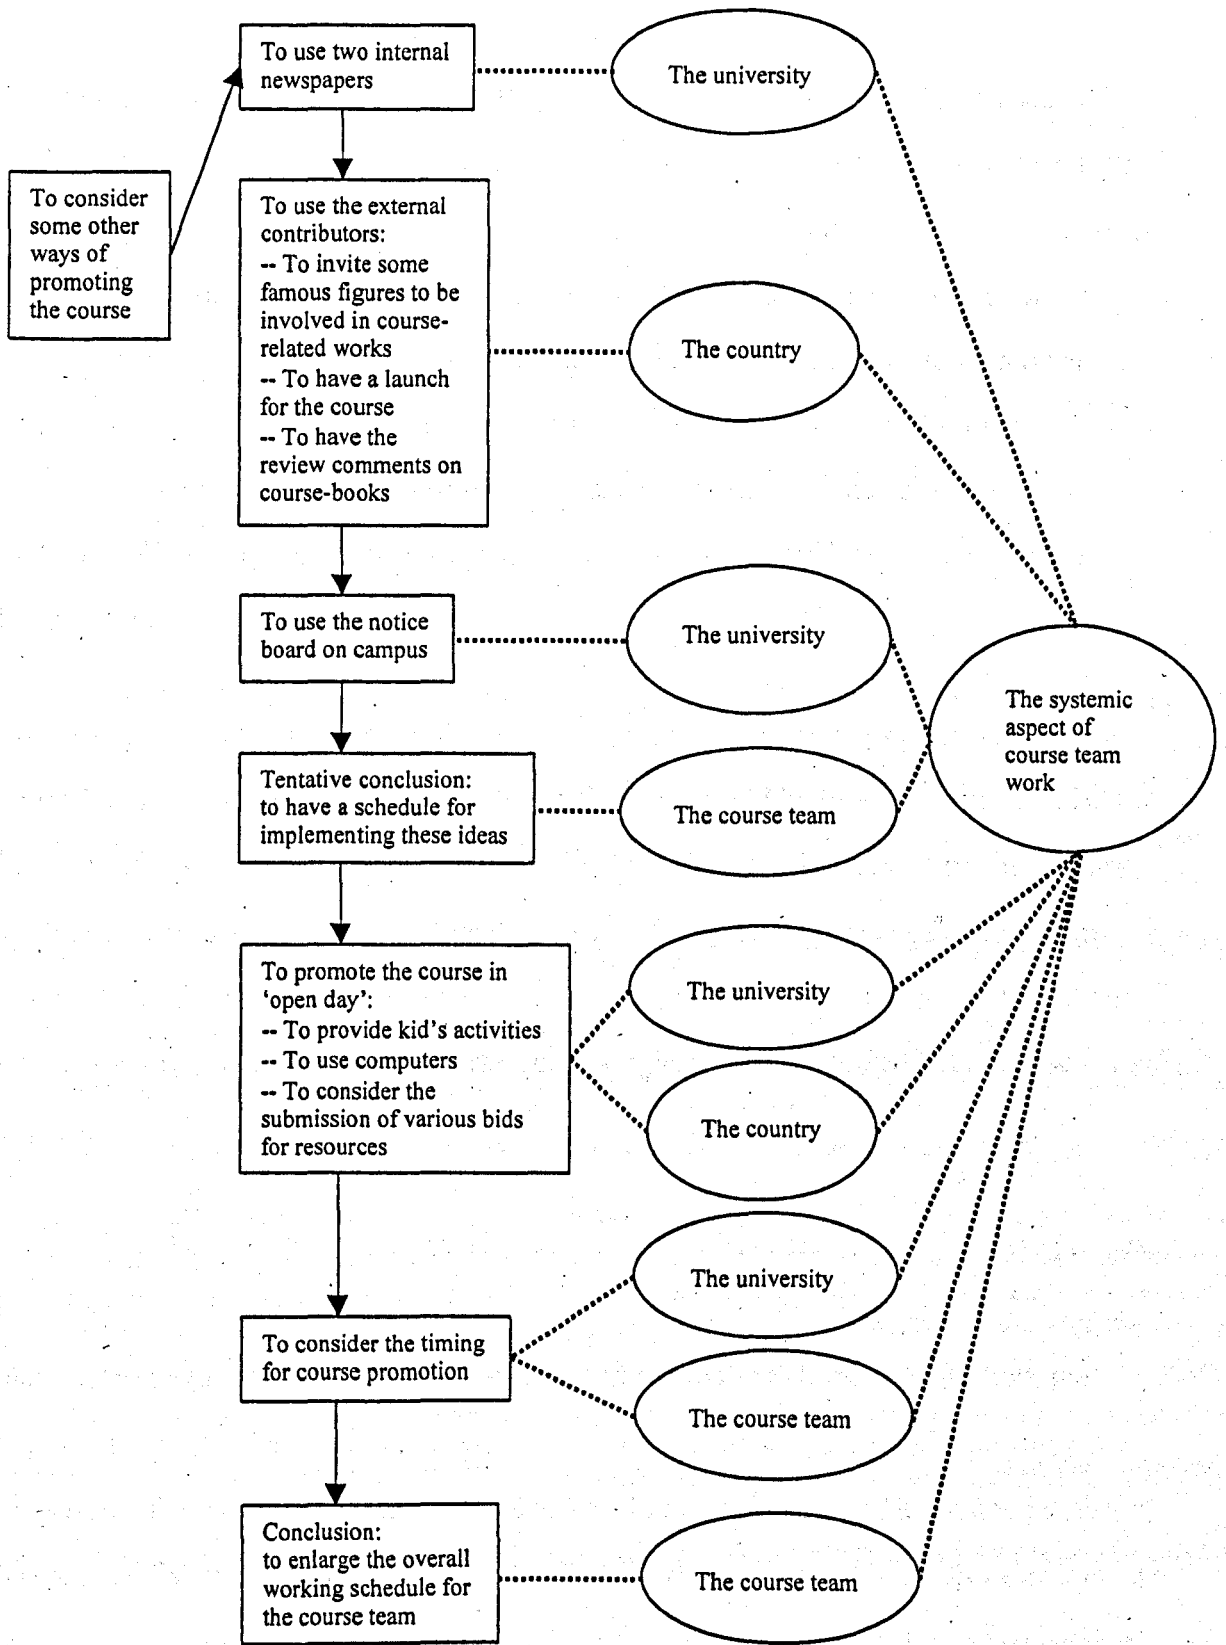 To use two internal
newspapers
The university
To consider
some other
ways of
promoting
the course
To use the external
contributors:
-- To invite some
famous figures to be
involved in course-
related works
-- To have a launch
for the course
-- To have the
review comments on
course-books
The country
To use the notice
board on campus
The university
The systemic
aspect of
course team
work
Tentative conclusion:
to have a schedule for
implementing these ideas
The course team
To promote the course in
‘open day’:
-- To provide kid's activities
-- To use computers
-- To consider the
submission of various bids
for resources
The university
The country
To consider the timing
for course promotion
The university
The course team
Conclusion:
to enlarge the overall
working schedule for
the course team
The course team